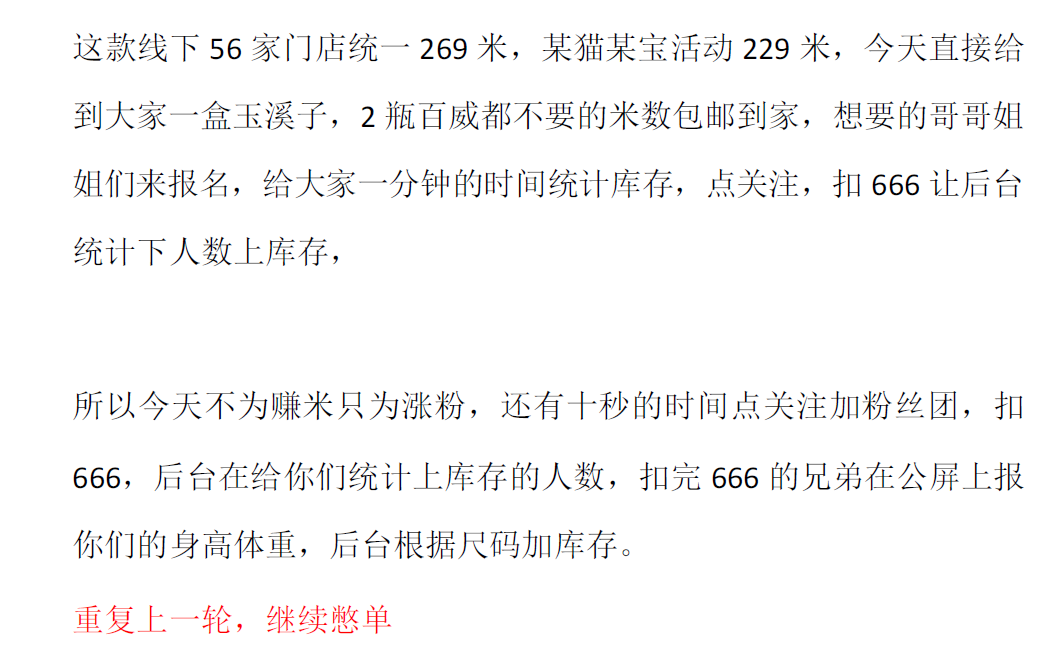 这款线下 56 家门店统一 269 米，某猫某宝活动 229 米，今天直接给
到大家一盒玉溪子，2 瓶百威都不要的米数包邮到家，想要的哥哥姐
姐们来报名，给大家一分钟的时间统计库存，点关注，扣 666 让后台
统计下人数上库存，
所以今天不为赚米只为涨粉，还有十秒的时间点关注加粉丝团，扣
666，后台在给你们统计上库存的人数，扣完 666 的兄弟在公屏上报
你们的身高体重，后台根据尺码加库存。
重复上一轮，继续憋单